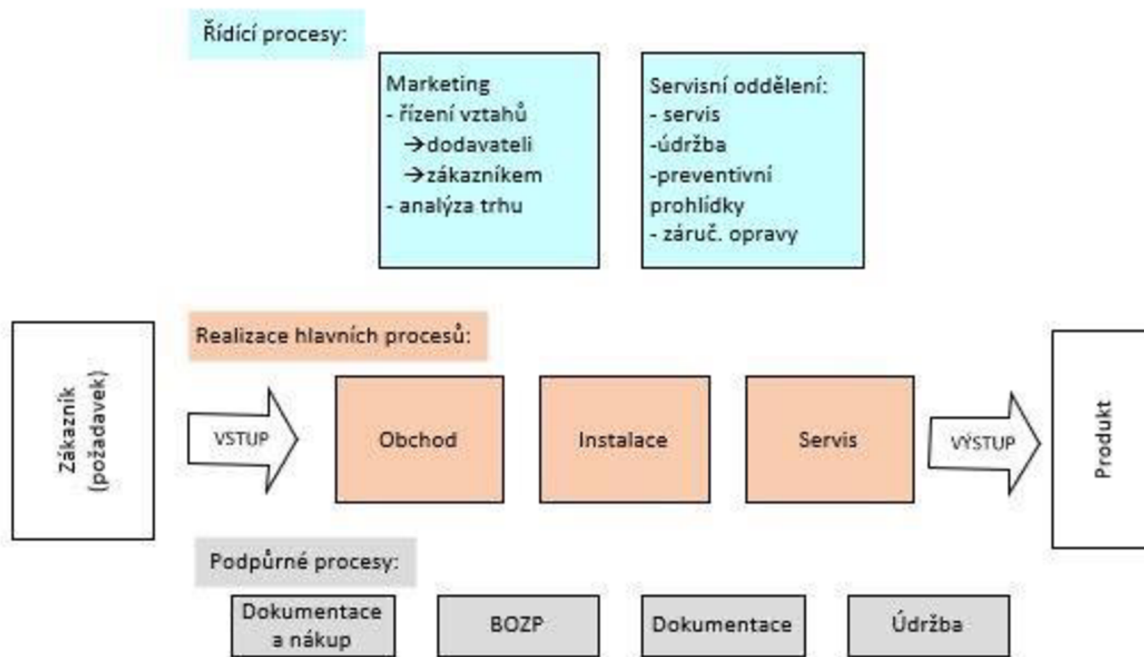 Řídící procesy:
Marketing
- řízení vztahů
→dodavateli
→zákazníkem
- analýza trhu
Servisní oddělení:
- servis
-údržba
-preventivní
prohlídky
- záruč. opravy
Realizace hlavních procesů:
Zákazník
(požadavek)
VSTUP
Obchod
Instalace
Servis
VÝSTUP
Produkt
Podpůrné procesy:
Dokumentace
a nákup
BOZP
Dokumentace
Údržba